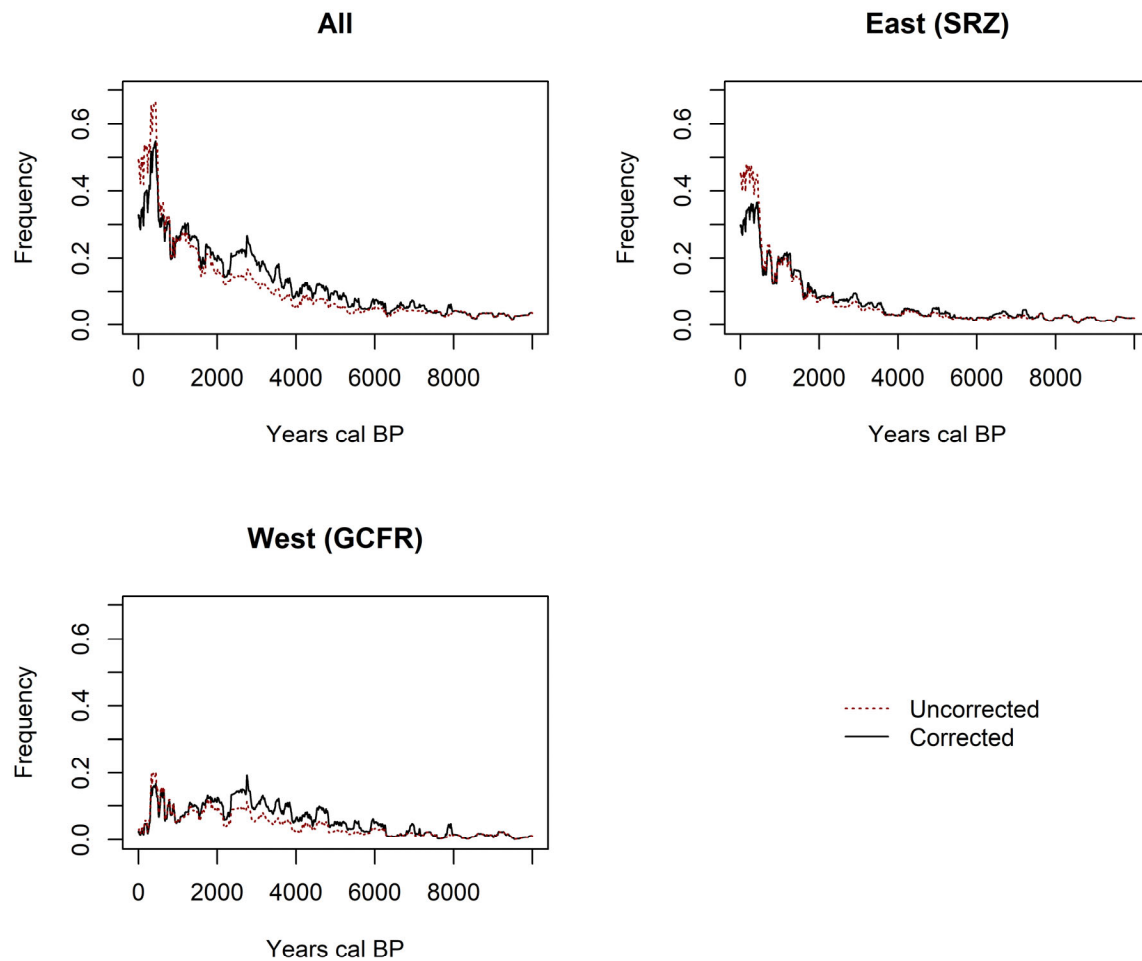 All
Frequency
0.0 0.2 0.4 0.6
0 2000 4000 6000 8000
Years cal BP
East (SRZ)
Frequency
0.0 0.2 0.4 0.6
0 2000 4000 6000 8000
Years cal BP
West (GCFR)
Frequency
0.0 0.2 0.4 0.6
0 2000 4000 6000 8000
Years cal BP
Uncorrected
Corrected